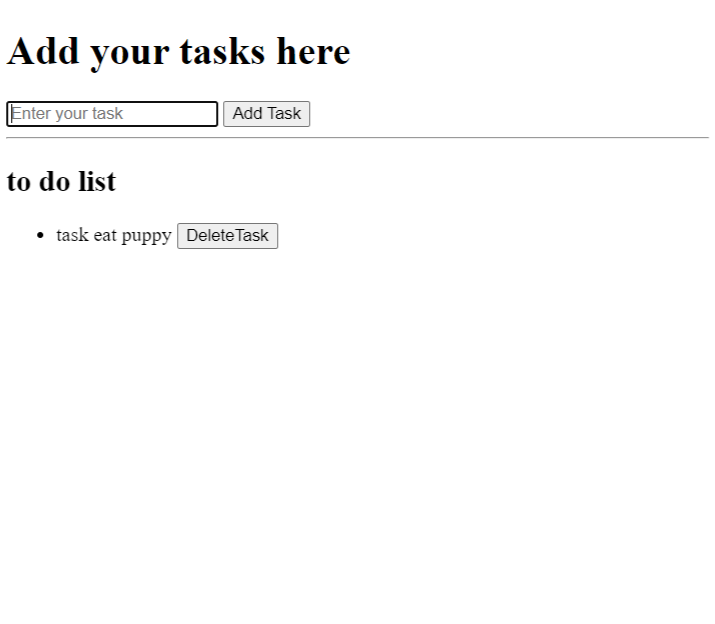 Add your tasks here
Enter your task Add Task
to do list
task eat puppy DeleteTask